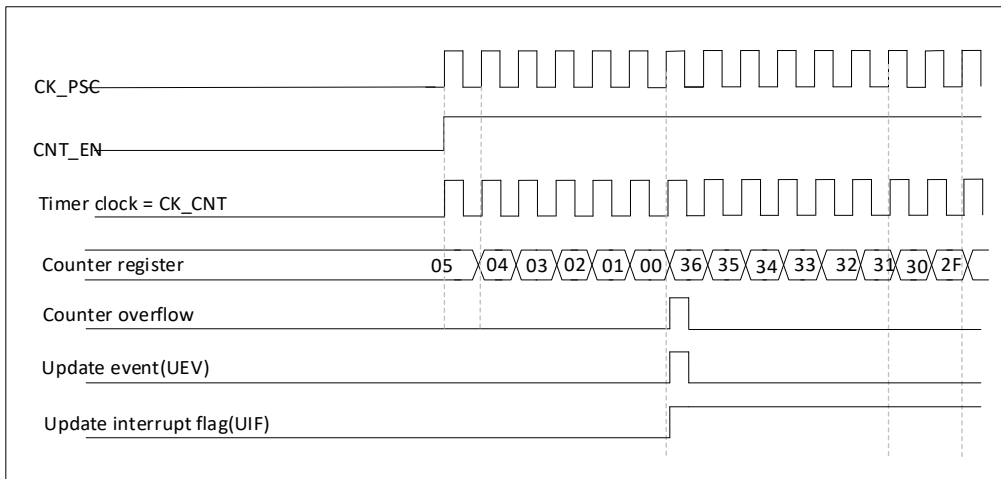 CK_PSC
CNT_EN
Timer clock = CK_CNT
Counter register 05 04 03 02 01 00 36 35 34 33 32 31 30 2F
Counter overflow
Update event(UEV)
Update interrupt flag(UIF)